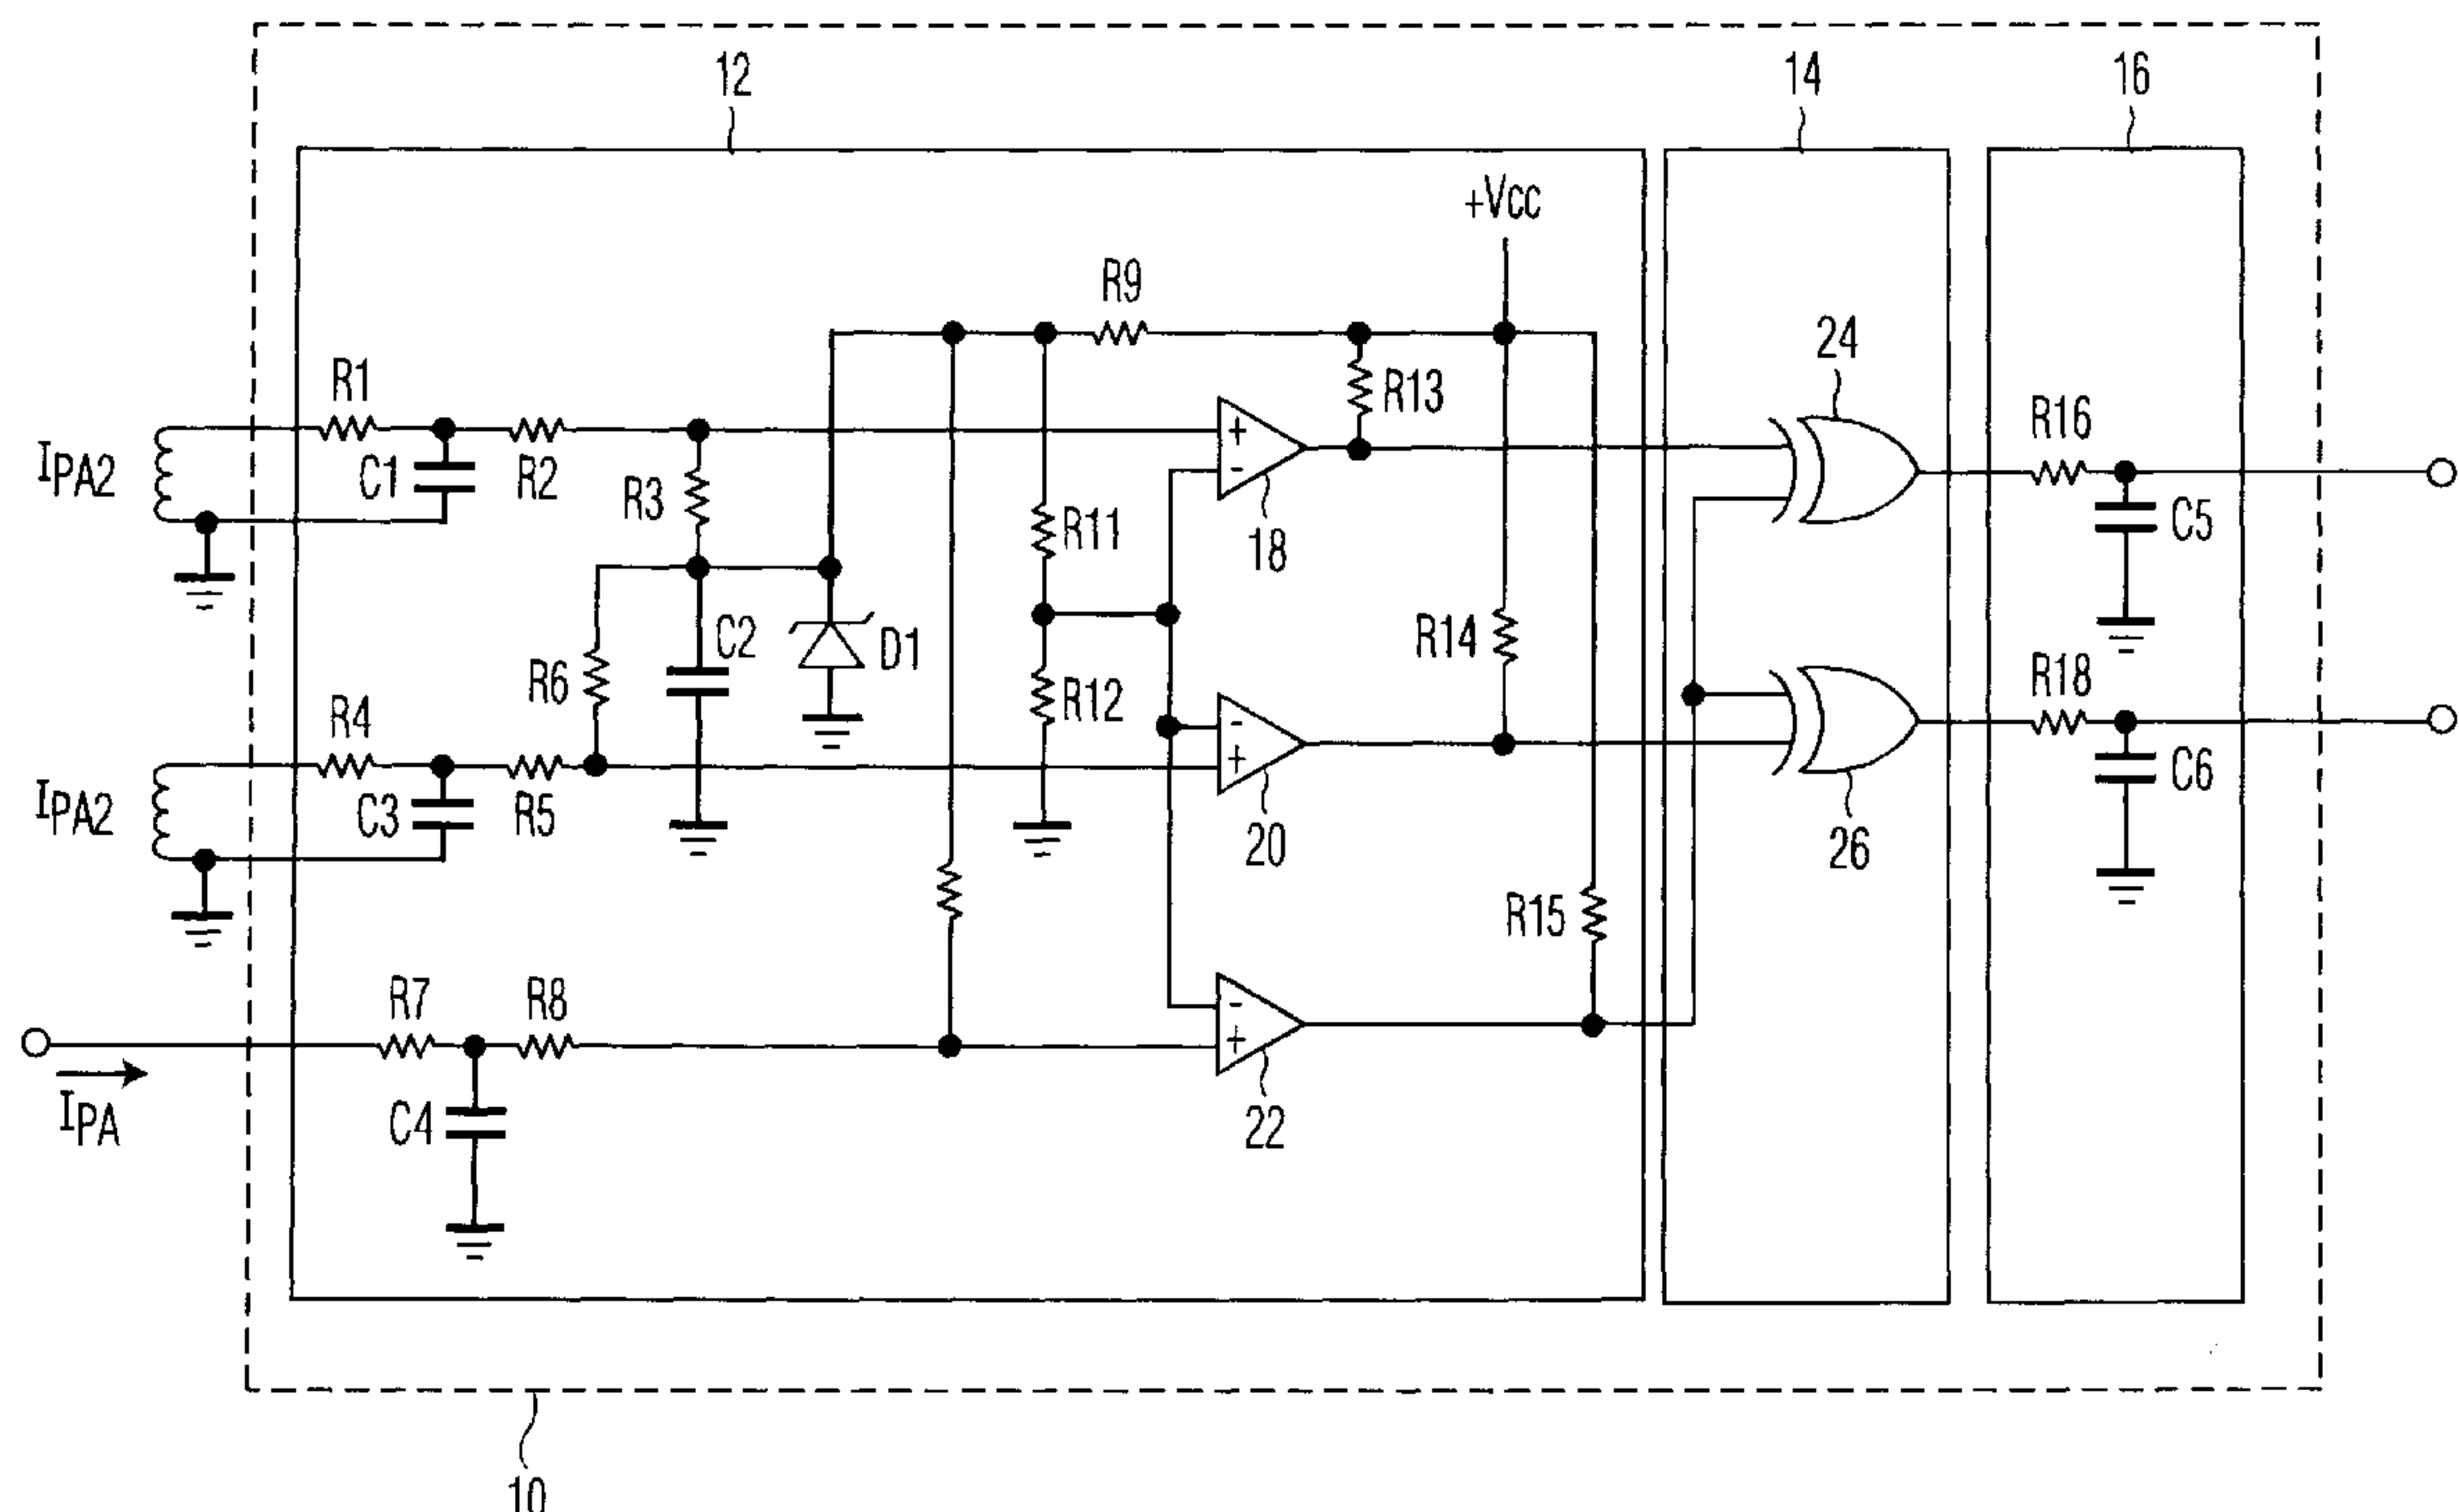 12
14
16
+VCC
R9
24
R1
R13
R16
IPA2
C1
R2
R3
R11
18
C5
C2
D1
R14
R6
R12
R18
R4
IPA2
C3
R5
20
26
C6
R15
R7
R8
IPA
C4
22
10
+
-
-
+
-
+